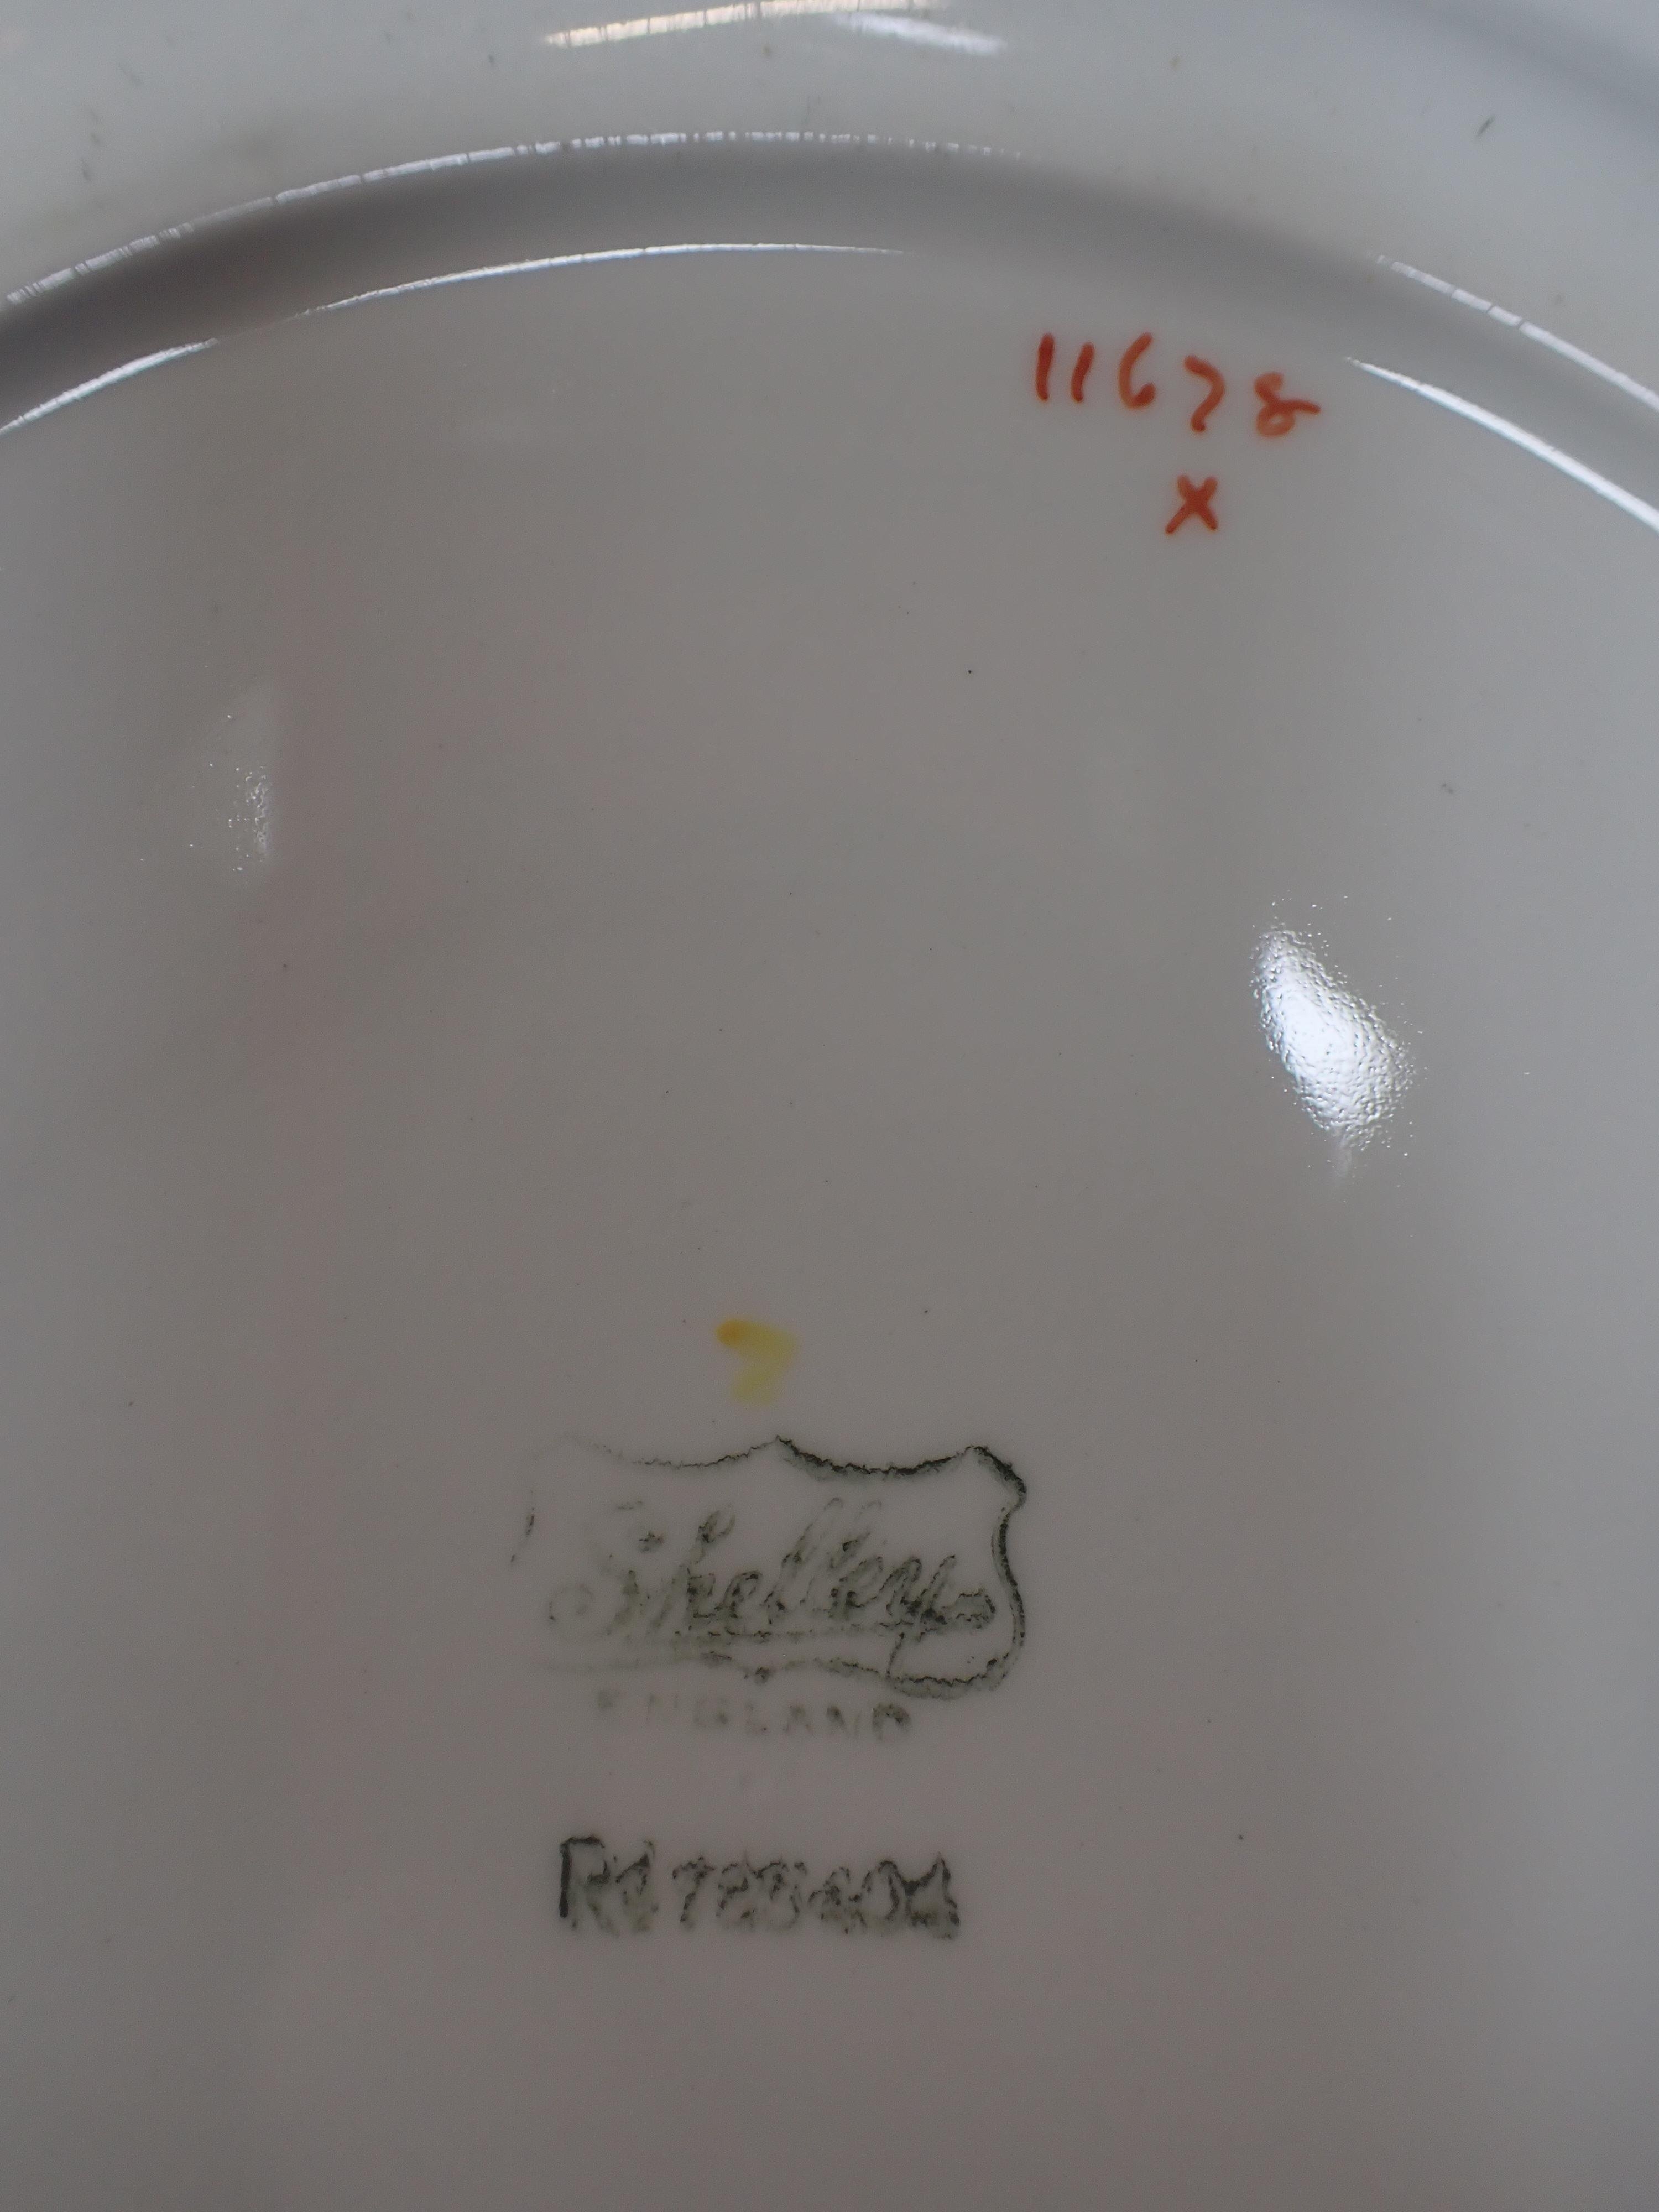 11678
X
Shelley
ENGLAND
Rd 723404